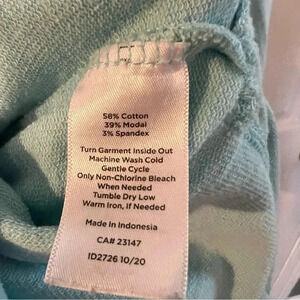 58% Cotton
39% Modal
3% Spandex
Turn Garment Inside Out
Machine Wash Cold
Gentle Cycle
Only Non-Chlorine Bleach
When Needed
Tumble Dry Low
Warm Iron, If Needed
Made in Indonesia
CA# 23147
ID2726 10/20